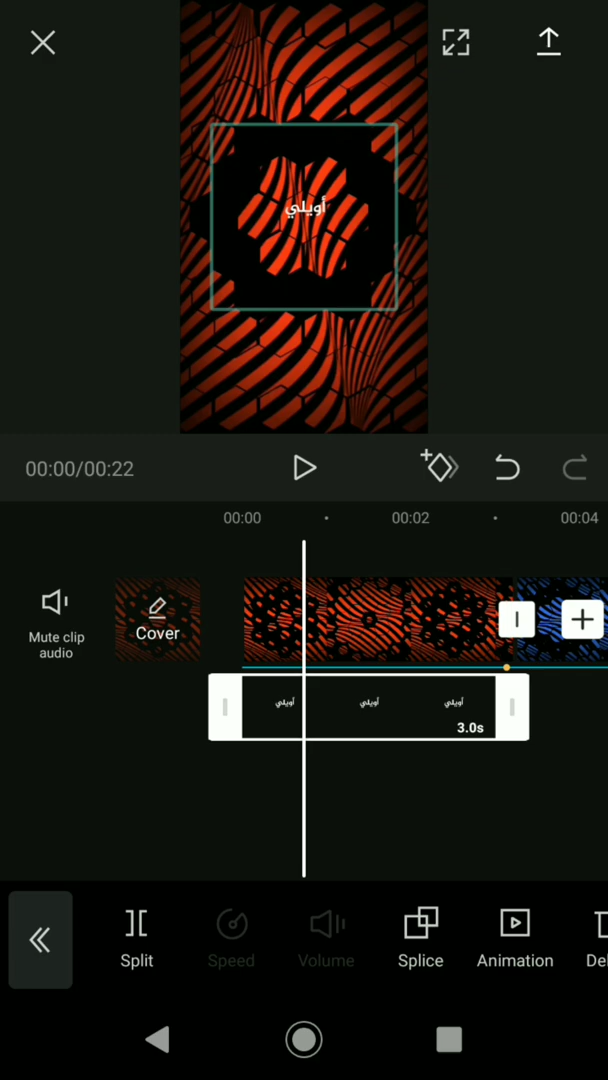 أويلي
00:00/00:22
00:00
00:02
00:04
Mute clip
audio
Cover
أويلي
أويلي
أويلي
3.0s
Split
Speed
Volume
Splice
Animation
Del